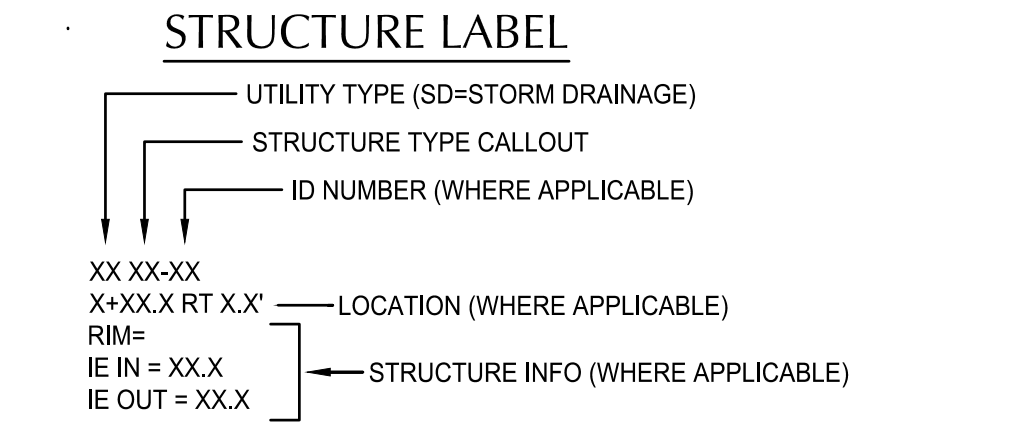 STRUCTURE LABEL
UTILITY TYPE (SD=STORM DRAINAGE)
STRUCTURE TYPE CALLOUT
ID NUMBER (WHERE APPLICABLE)
XX XX-XX
X+XX.X RT X.X' LOCATION (WHERE APPLICABLE)
RIM=
IE IN = XX.X
STRUCTURE INFO (WHERE APPLICABLE)
IE OUT = XX.X